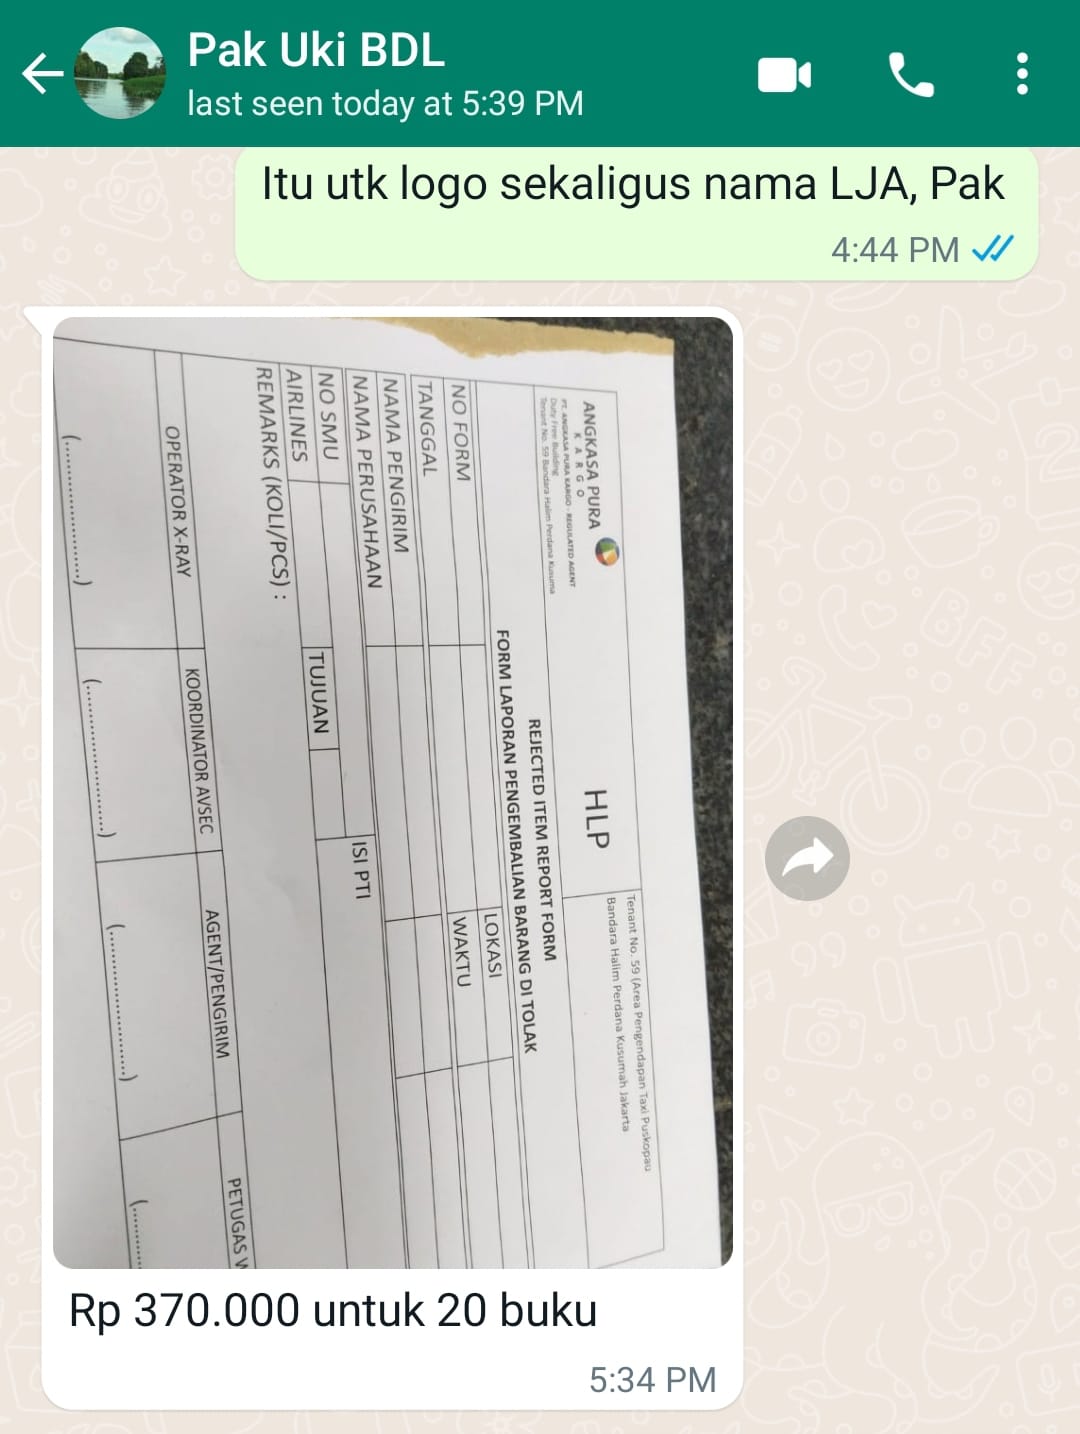 Pak Uki BDL
last seen today at 5:39 PM
Itu utk logo sekaligus nama LJA, Pak
4:44 PM
ANGKASA PURA
KARGO
PT. ANGKASA PURA KARGO - REGULATED AGENT
Duty Free Building
Tenant No. 59 Bandara Halim Perdana Kusuma
HLP
Tenant No. 59 (Area Pengendapan Taxi Puskopau
Bandara Halim Perdana Kusumah Jakarta
REJECTED ITEM REPORT FORM
FORM LAPORAN PENGEMBALIAN BARANG DI TOLAK
LOKASI
NO FORM
WAKTU
TANGGAL
NAMA PENGIRIM
NAMA PERUSAHAAN
ISI PTI
NO SMU
TUJUAN
AIRLINES
REMARKS (KOLI/PCS) :
OPERATOR X-RAY
KOORDINATOR AVSEC
AGENT/PENGIRIM
PETUGAS
(........................)
(............................)
(............................)
(...........
Rp 370.000 untuk 20 buku
5:34 PM